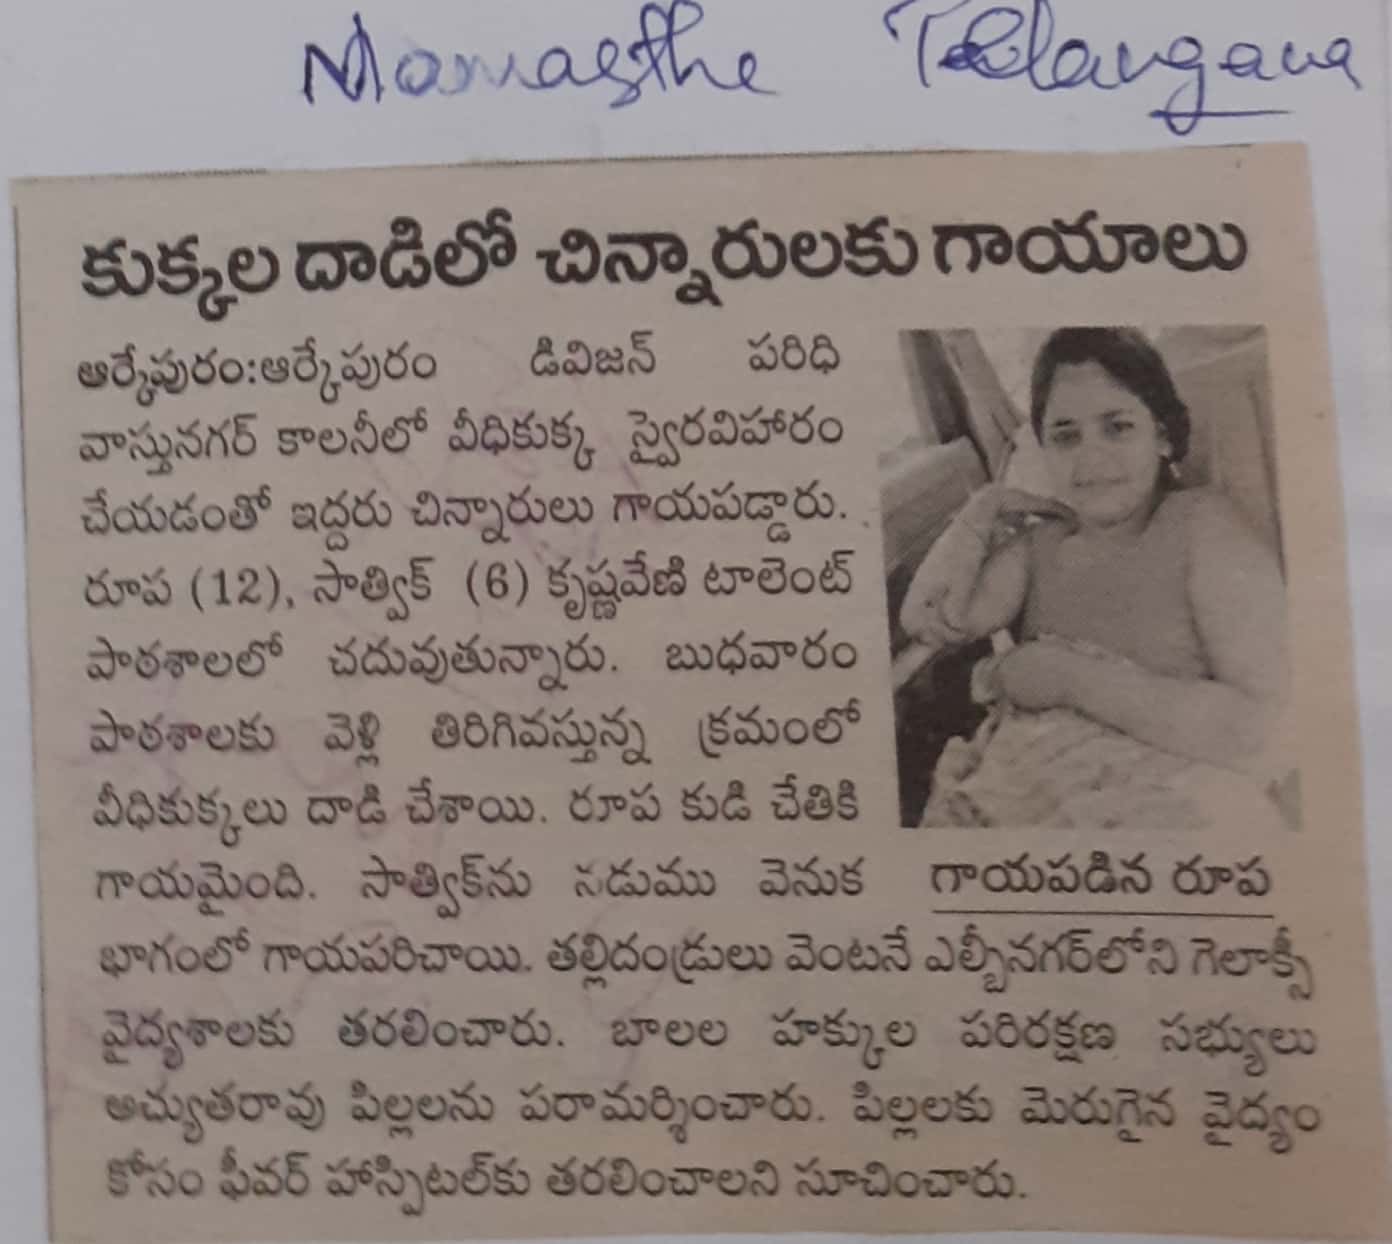 Namasthe Telangana
కుక్కల దాడిలో చిన్నారులకు గాయాలు
ఆర్కేపురం:ఆర్కేపురం డివిజన్ పరిధి
వాస్తునగర్ కాలనీలో వీధికుక్క స్వైరవిహారం
చేయడంతో ఇద్దరు చిన్నారులు గాయపడ్డారు.
రూప (12), సాత్విక్ (6) కృష్ణవేణి టాలెంట్
పాఠశాలలో చదువుతున్నారు. బుధవారం
పాఠశాలకు వెళ్లి తిరిగివస్తున్న క్రమంలో
వీధికుక్కలు దాడి చేశాయి. రూప కుడి చేతికి
గాయమైంది. సాత్విక్‌ను నడుము వెనుక
భాగంలో గాయపరిచాయి. తల్లిదండ్రులు వెంటనే ఎల్బీనగర్‌లోని గెలాక్సీ
వైద్యశాలకు తరలించారు. బాలల హక్కుల పరిరక్షణ సభ్యులు
అచ్యుతరావు పిల్లలను పరామర్శించారు. పిల్లలకు మెరుగైన వైద్యం
కోసం ఫీవర్ హాస్పిటల్‌కు తరలించాలని సూచించారు.
గాయపడిన రూప